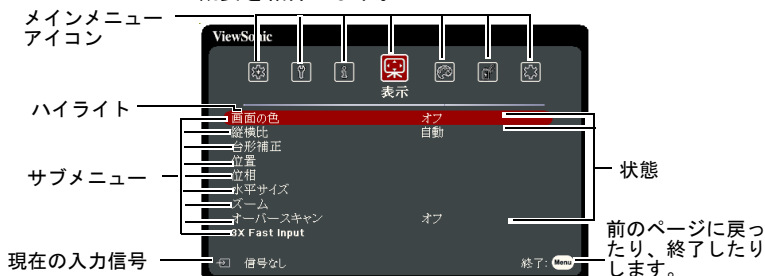 メインメニュー
アイコン
ViewSonic
表示
ハイライト
画面の色 オフ
縦横比 自動
台形補正
位置
位相
水平サイズ
ズーム
オーバースキャン オフ
3X Fast Input
サブメニュー
状態
現在の入力信号
信号なし
終了: Menu
前のページに戻っ
たり、終了したり
します。